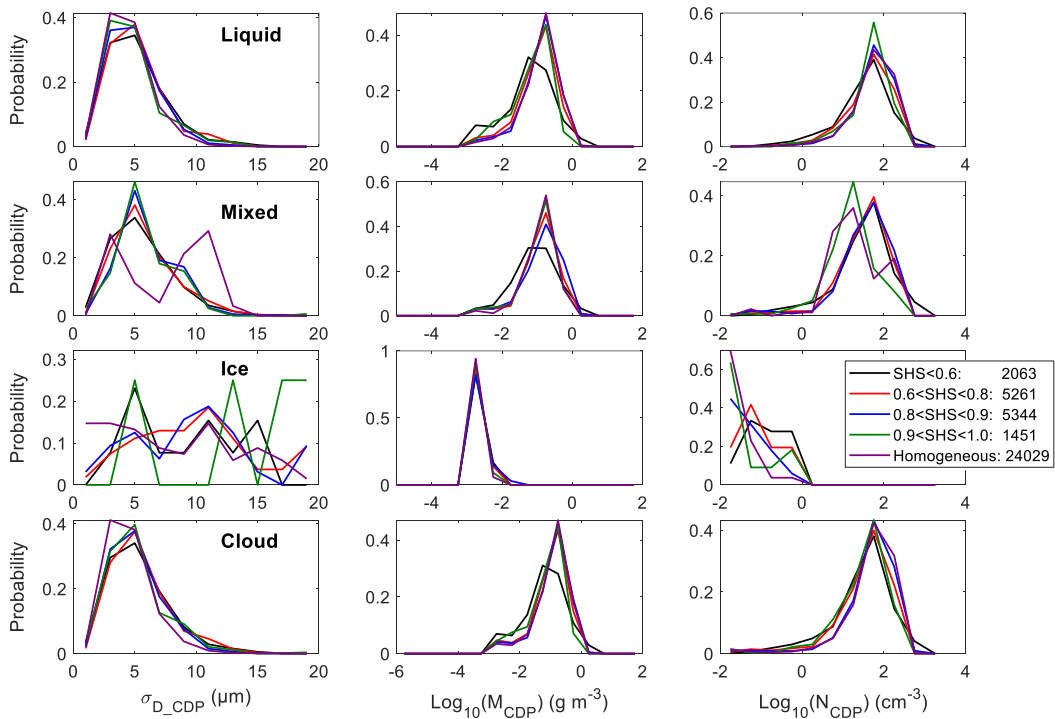 Probability
0.4
0.2
0
0 5 10 15 20
Liquid
0.4
0.2
0
-4 -2 0 2
0.6
0.4
0.2
0
-2 0 2 4
Probability
0.4
0.2
0
0 5 10 15 20
Mixed
0.6
0.4
0.2
0
-4 -2 0 2
0.4
0.2
0
-2 0 2 4
Probability
0.3
0.2
0.1
0
0 5 10 15 20
Ice
1
0.5
0
-4 -2 0 2
0.6
0.4
0.2
0
-2 0 2 4
SHS<0.6: 2063
0.6<SHS<0.8: 5261
0.8<SHS<0.9: 5344
0.9<SHS<1.0: 1451
Homogeneous: 24029
Probability
0.4
0.2
0
0 5 10 15 20
Cloud
σD_CDP (μm)
0.4
0.2
0
-6 -4 -2 0 2
Log10(MCDP) (g m-3)
0.4
0.2
0
-2 0 2 4
Log10(NCDP) (cm-3)